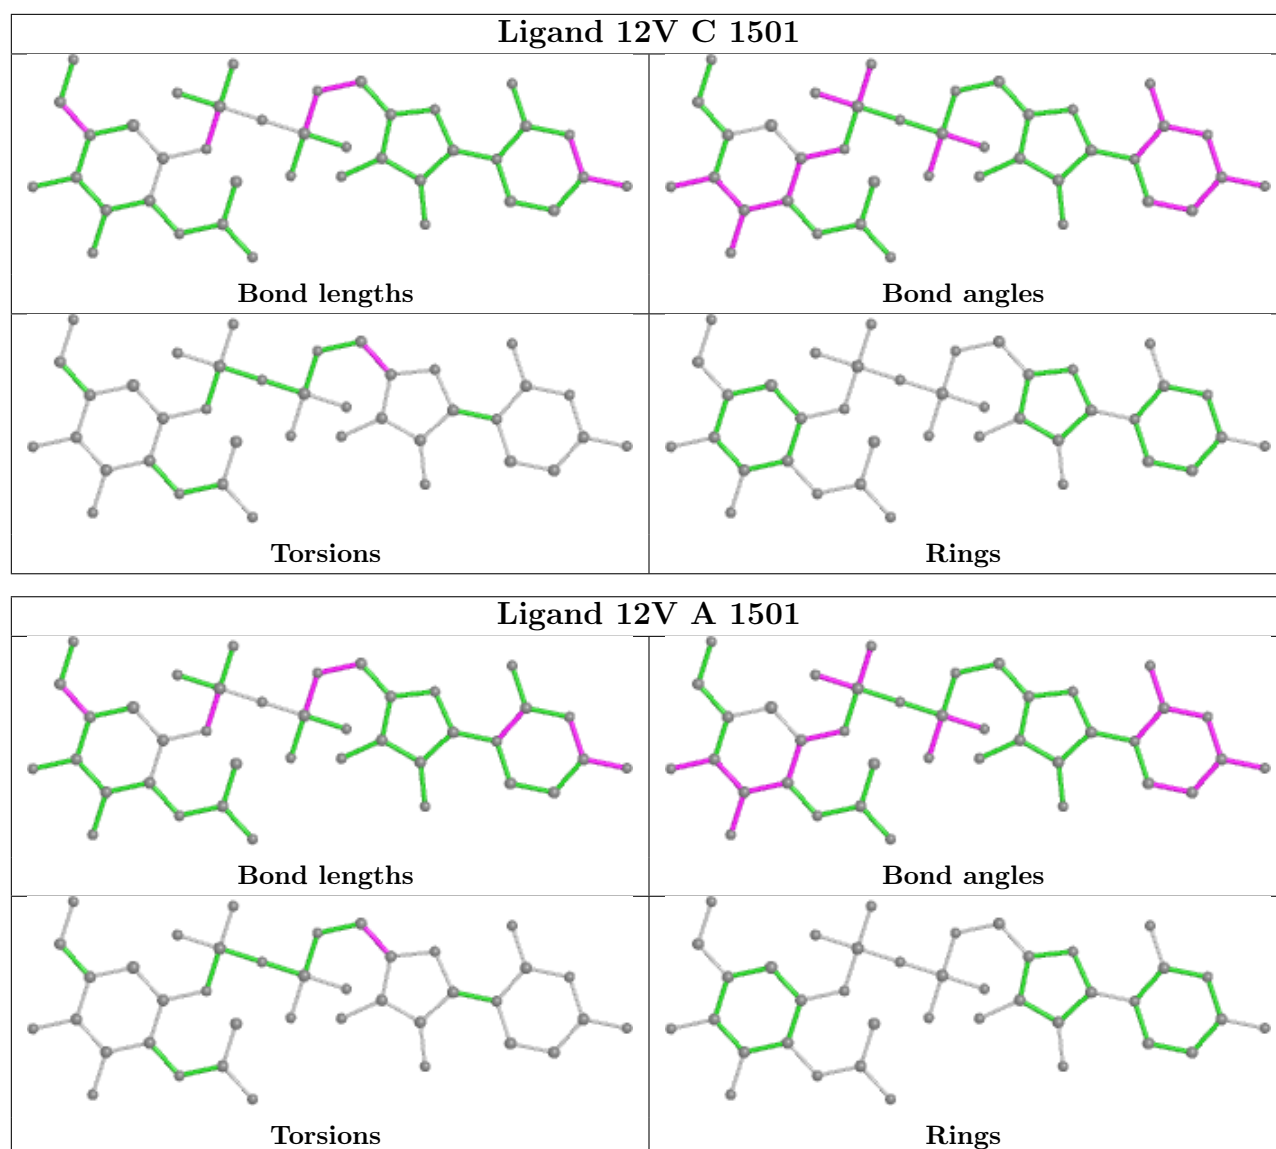 Ligand 12V C 1501
Bond lengths
Bond angles
Torsions
Rings
Ligand 12V A 1501
Bond lengths
Bond angles
Torsions
Rings